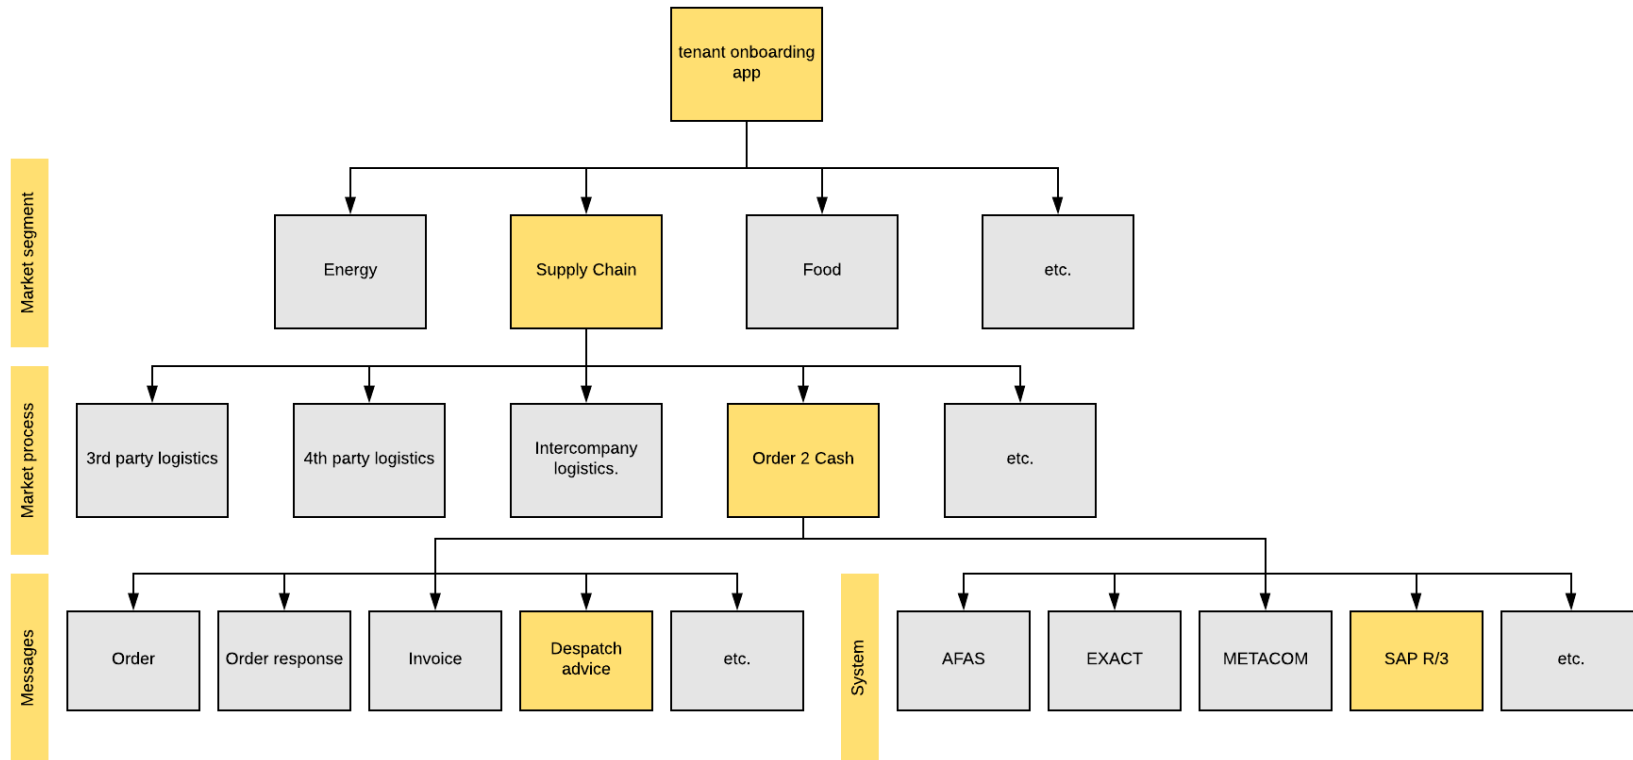 tenant onboarding
app
Market segment
Energy
Supply Chain
Food
etc.
Market process
3rd party logistics
4th party logistics
Intercompany
logistics.
Order 2 Cash
etc.
Messages
Order
Order response
Invoice
Despatch
advice
etc.
System
AFAS
EXACT
METACOM
SAP R/3
etc.